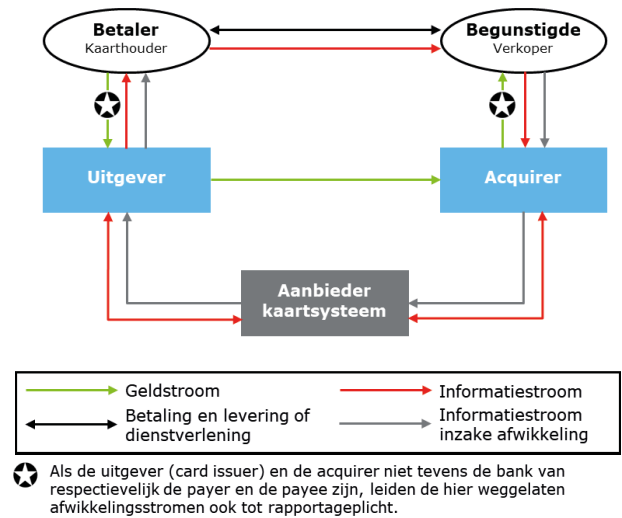 Betaler
Kaarthouder
Begunstigde
Verkoper
Uitgever
Acquirer
Aanbieder
kaartsysteem
Geldstroom
Informatiestroom
Betaling en levering of
dienstverlening
Informatiestroom
inzake afwikkeling
Als de uitgever (card issuer) en de acquirer niet tevens de bank van
respectievelijk de payer en de payee zijn, leiden de hier weggelaten
afwikkelingsstromen ook tot rapportageplicht.